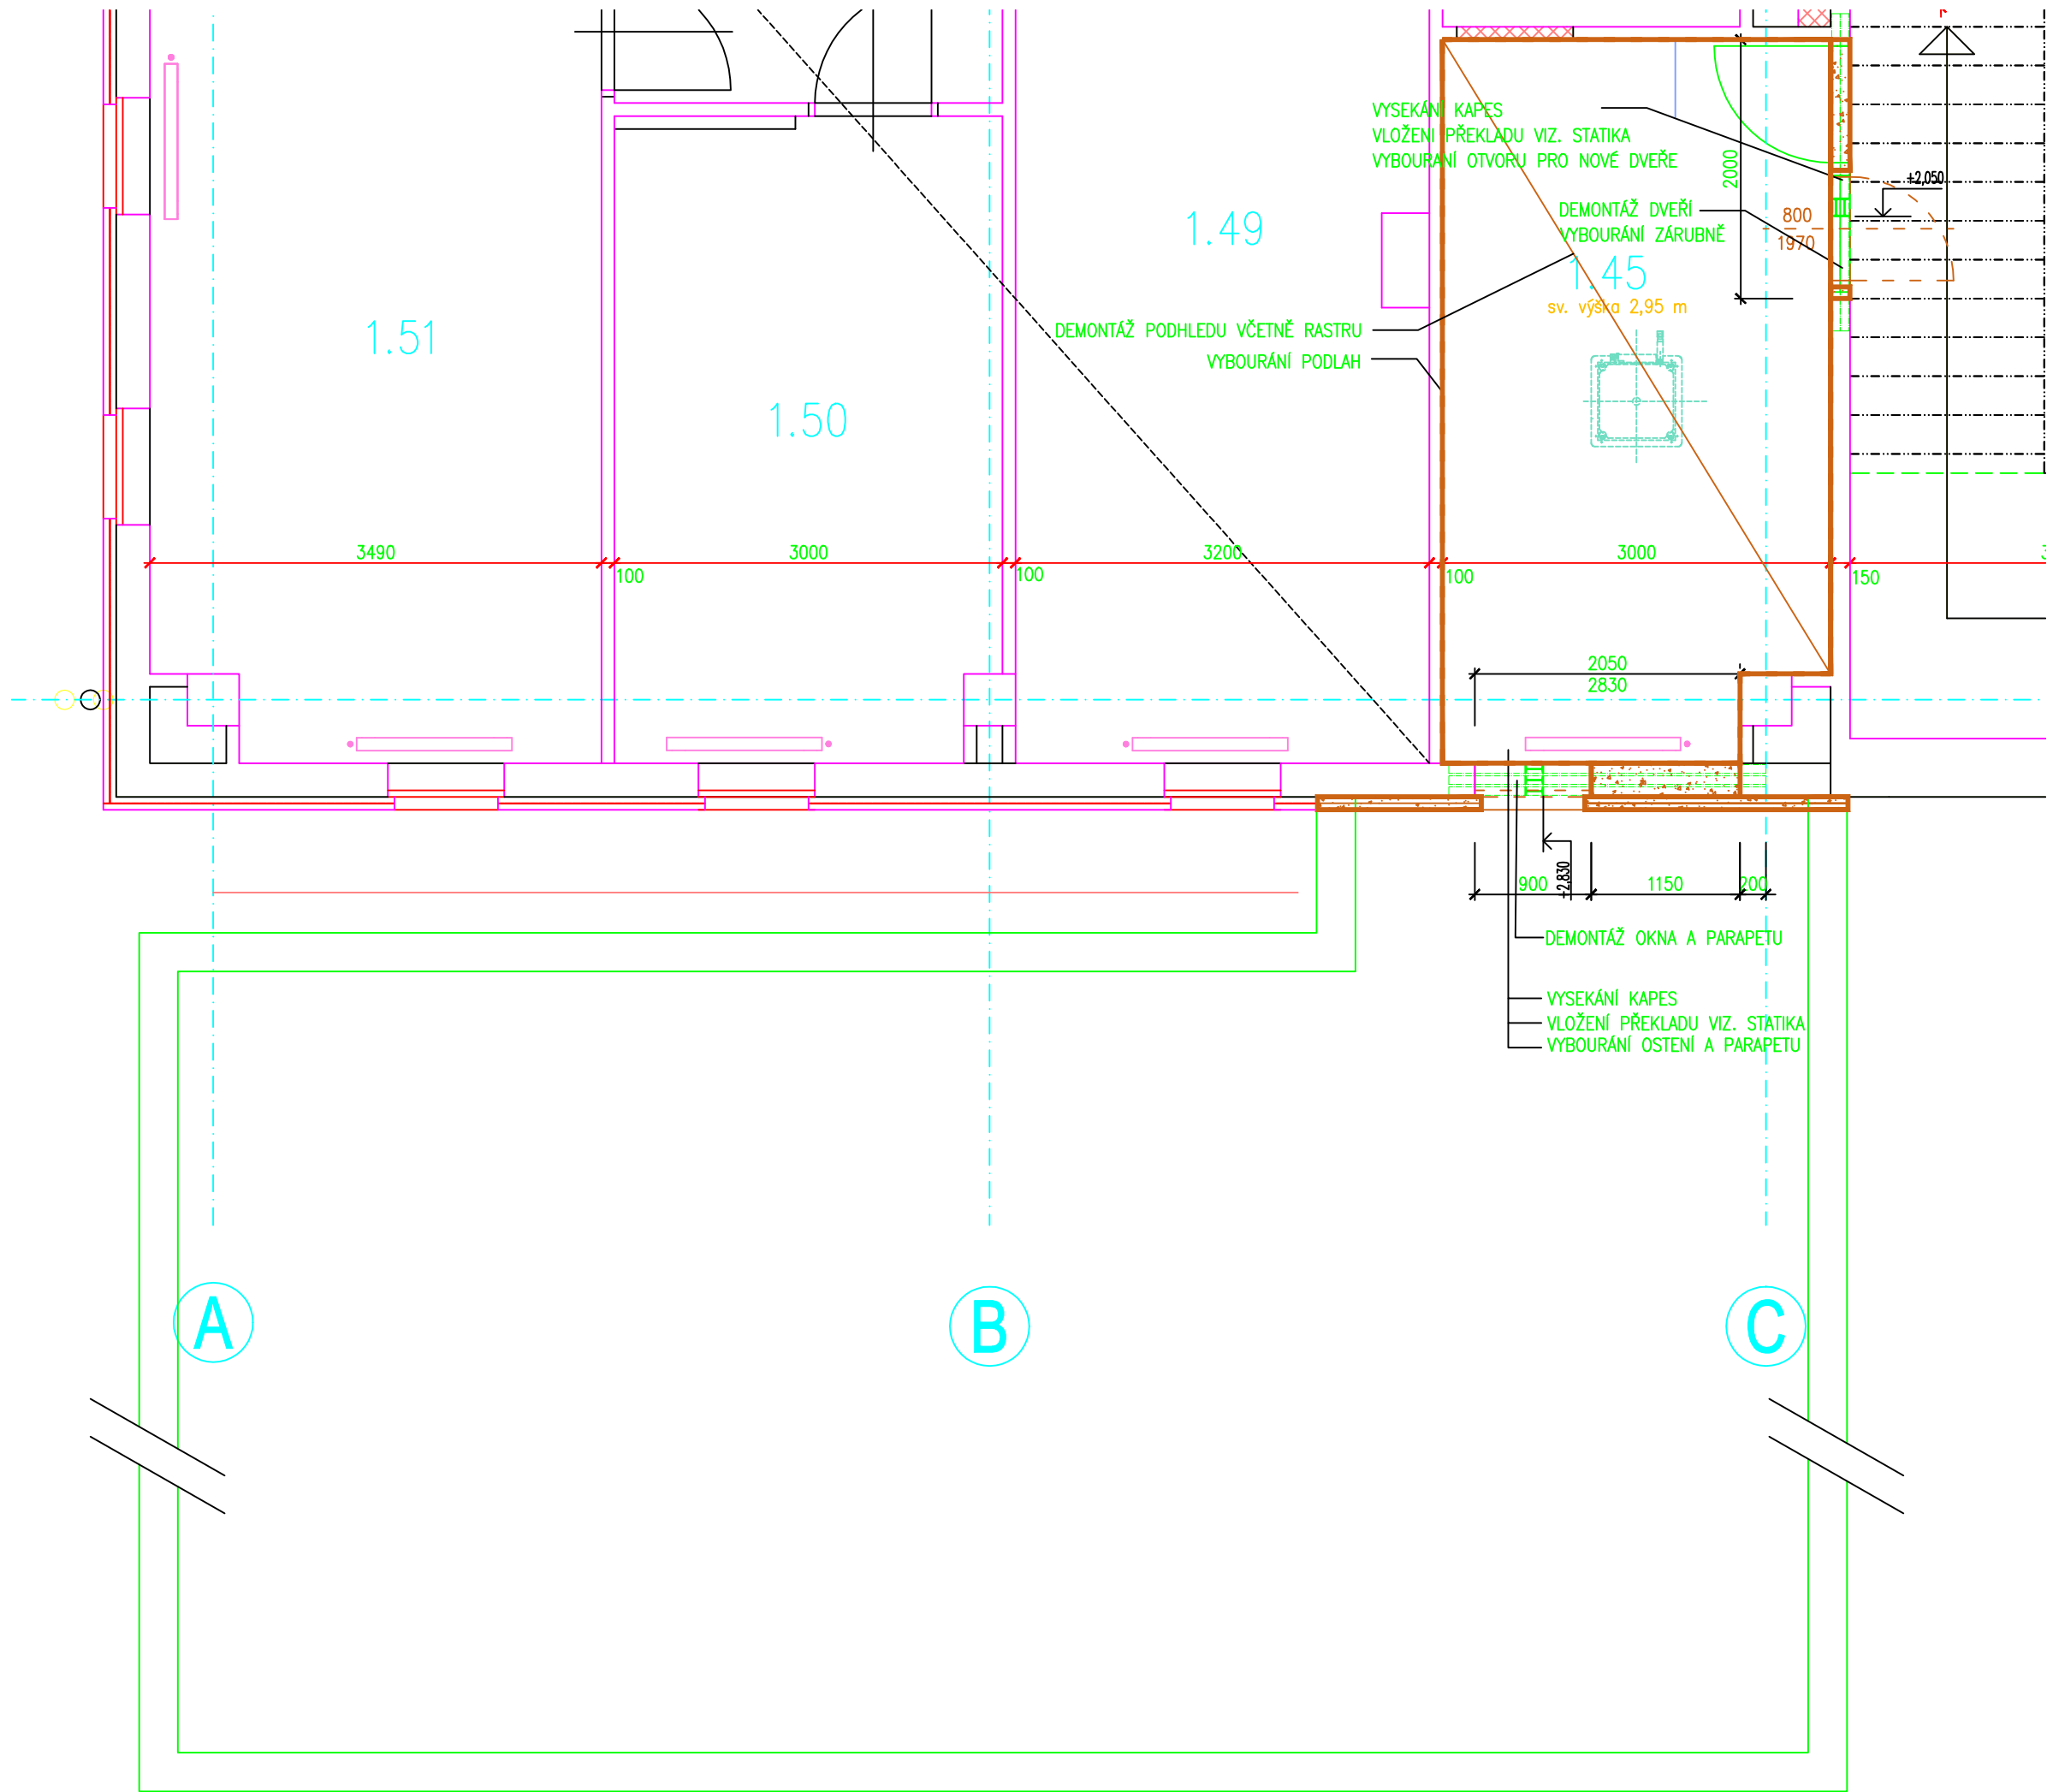 VYSEKÁNÍ KAPES
VLOŽENI PŘEKLADU VIZ. STATIKA
VYBOURANÍ OTVORU PRO NOVÉ DVEŘE
2000
+2,050
DEMONTÁŽ DVEŘÍ
VYBOURÁNÍ ZÁRUBNĚ
800
1970
1.49
1.45
sv. výška 2,95 m
1.51
DEMONTÁŽ PODHLEDU VČETNĚ RASTRU
VYBOURÁNÍ PODLAH
1.50
3490
3000
3200
3000
100
100
100
150
2050
2830
900
+2,830
1150
200
DEMONTÁŽ OKNA A PARAPETU
VYSEKÁNÍ KAPES
VLOŽENÍ PŘEKLADU VIZ. STATIKA
VYBOURÁNÍ OSTENÍ A PARAPETU
A
B
C